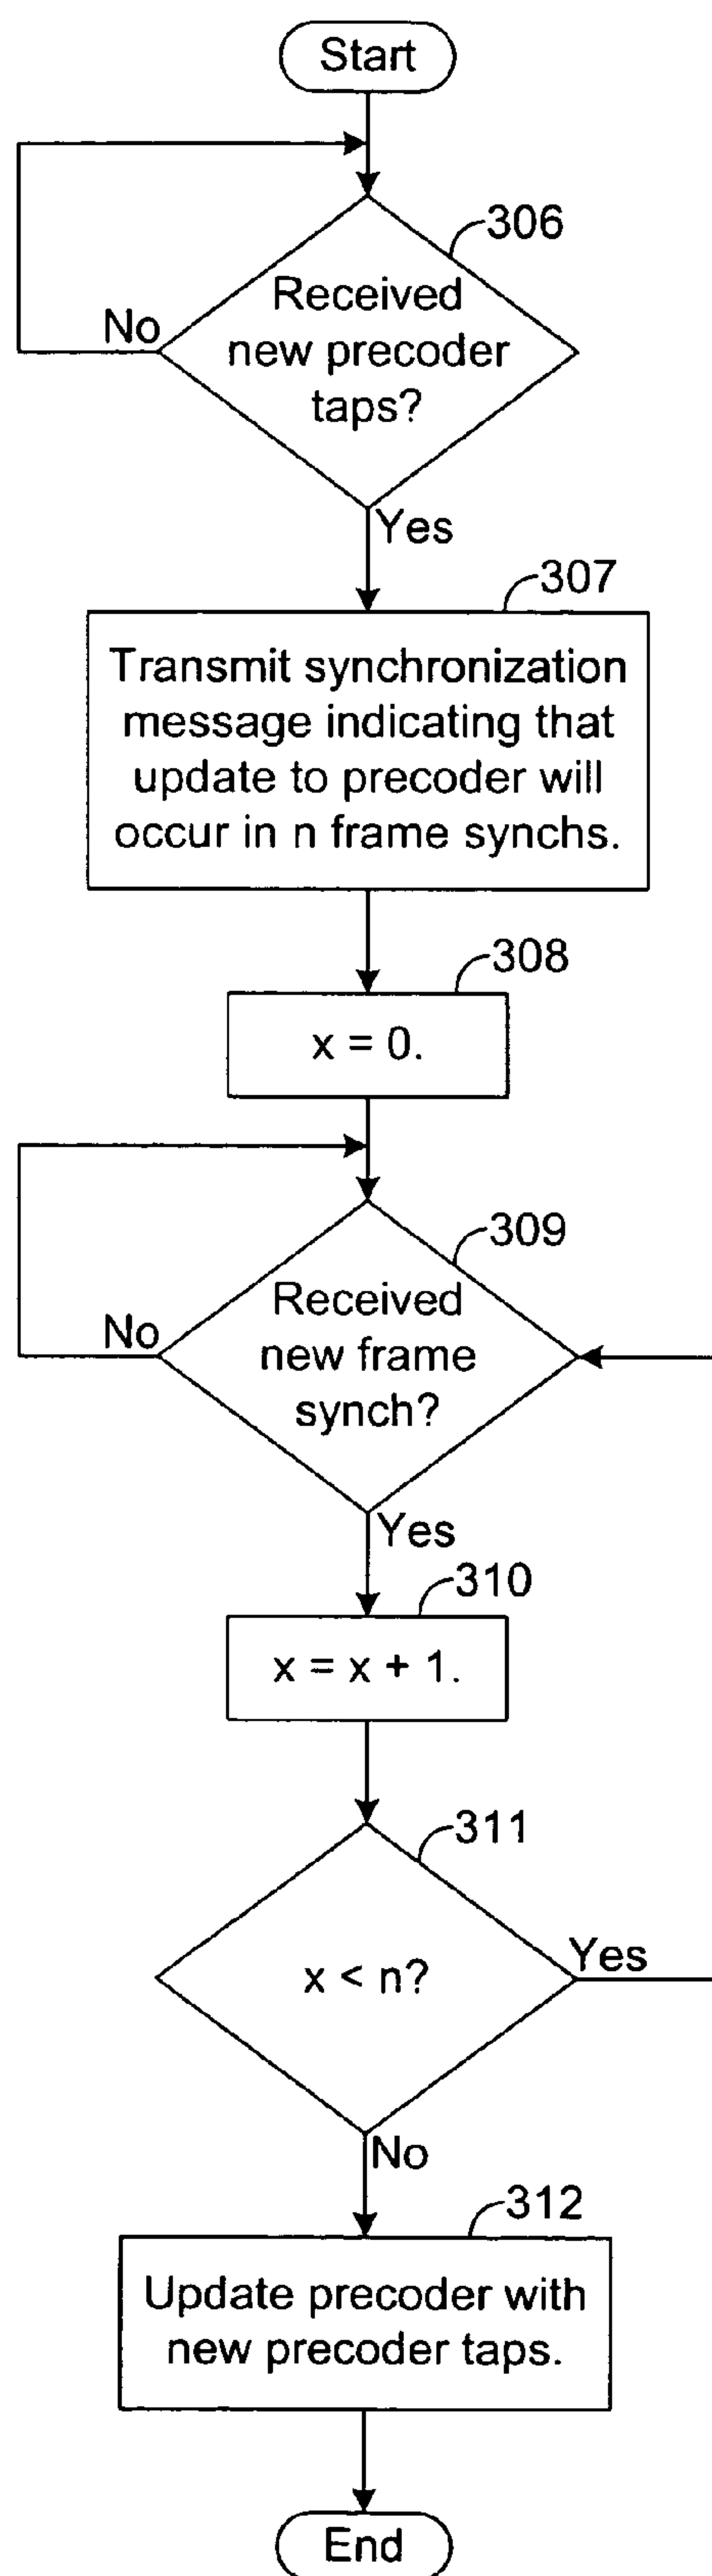 Start
306
Received
new precoder
taps?
No
Yes
307
Transmit synchronization
message indicating that
update to precoder will
occur in n frame synchs.
308
x = 0.
309
Received
new frame
synch?
No
Yes
310
x = x + 1.
311
x < n?
Yes
No
312
Update precoder with
new precoder taps.
End